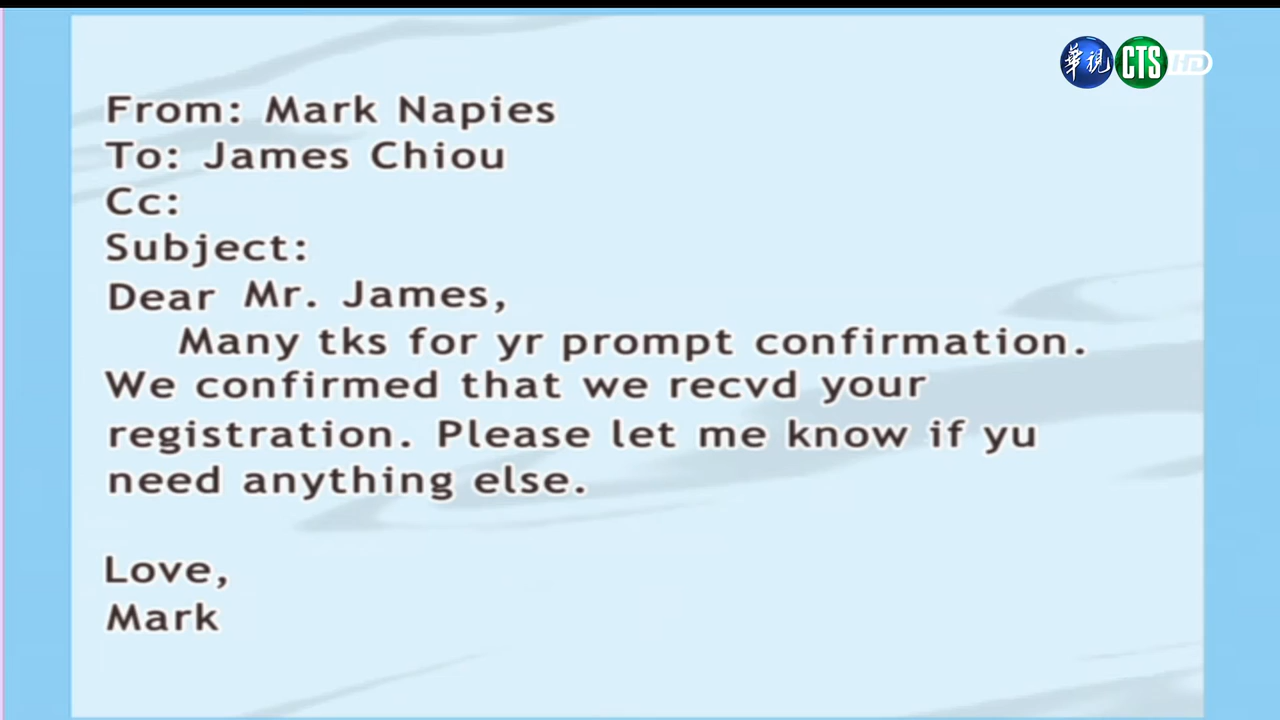 華視 CTS HD
From: Mark Napies
To: James Chiou
Cc:
Subject:
Dear Mr. James,
Many tks for yr prompt confirmation.
We confirmed that we recvd your
registration. Please let me know if yu
need anything else.
Love,
Mark